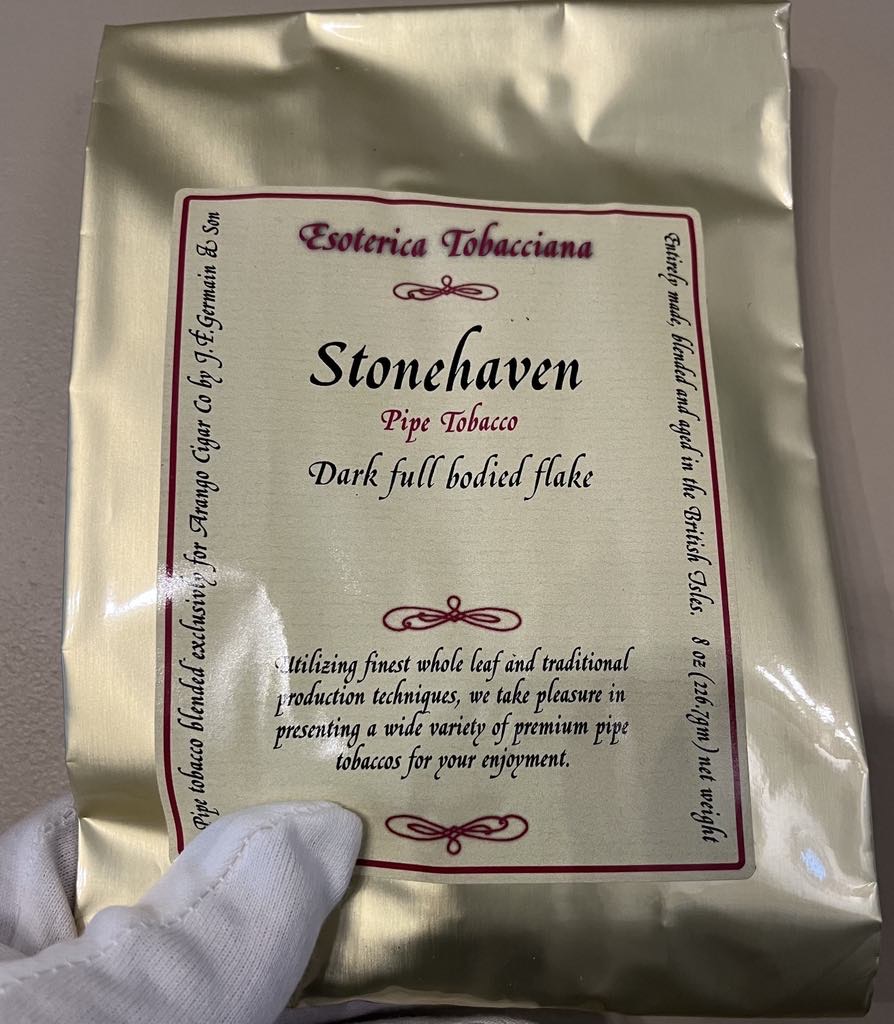 Esoterica Tobacciana
Stonehaven
Pipe Tobacco
Dark full bodied flake
Utilizing finest whole leaf and traditional
production techniques, we take pleasure in
presenting a wide variety of premium pipe
tobaccos for your enjoyment.
Pipe tobacco blended exclusivly for Arango Cigar Co by J.F.Germain & Son
Entirely made, blended and aged in the British Isles. 8 oz (226.7gm) net weight